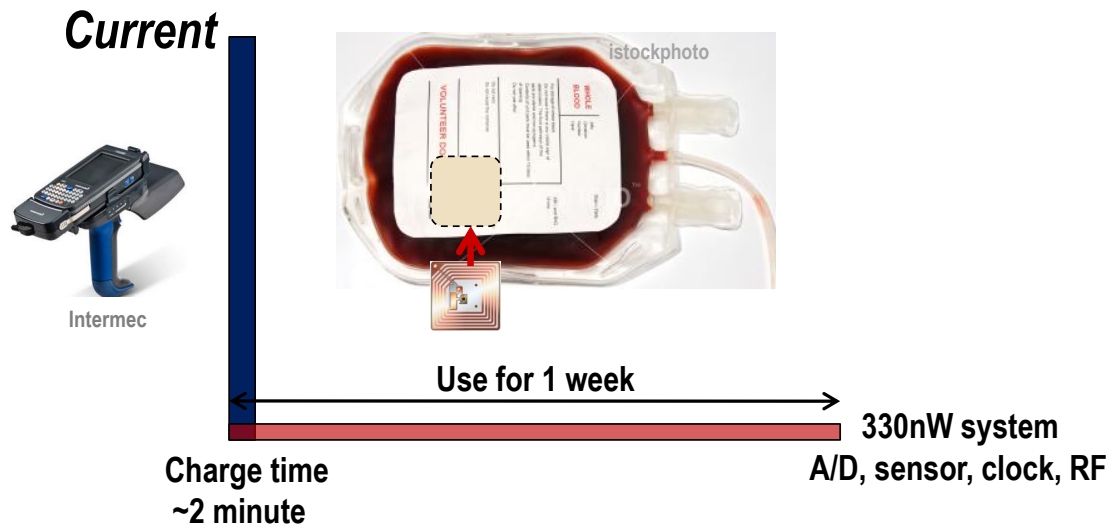 Current
istockphoto
WHOLE
BLOOD
VOLUNTEER DO
Intermec
Use for 1 week
330nW system
A/D, sensor, clock, RF
Charge time
~2 minute